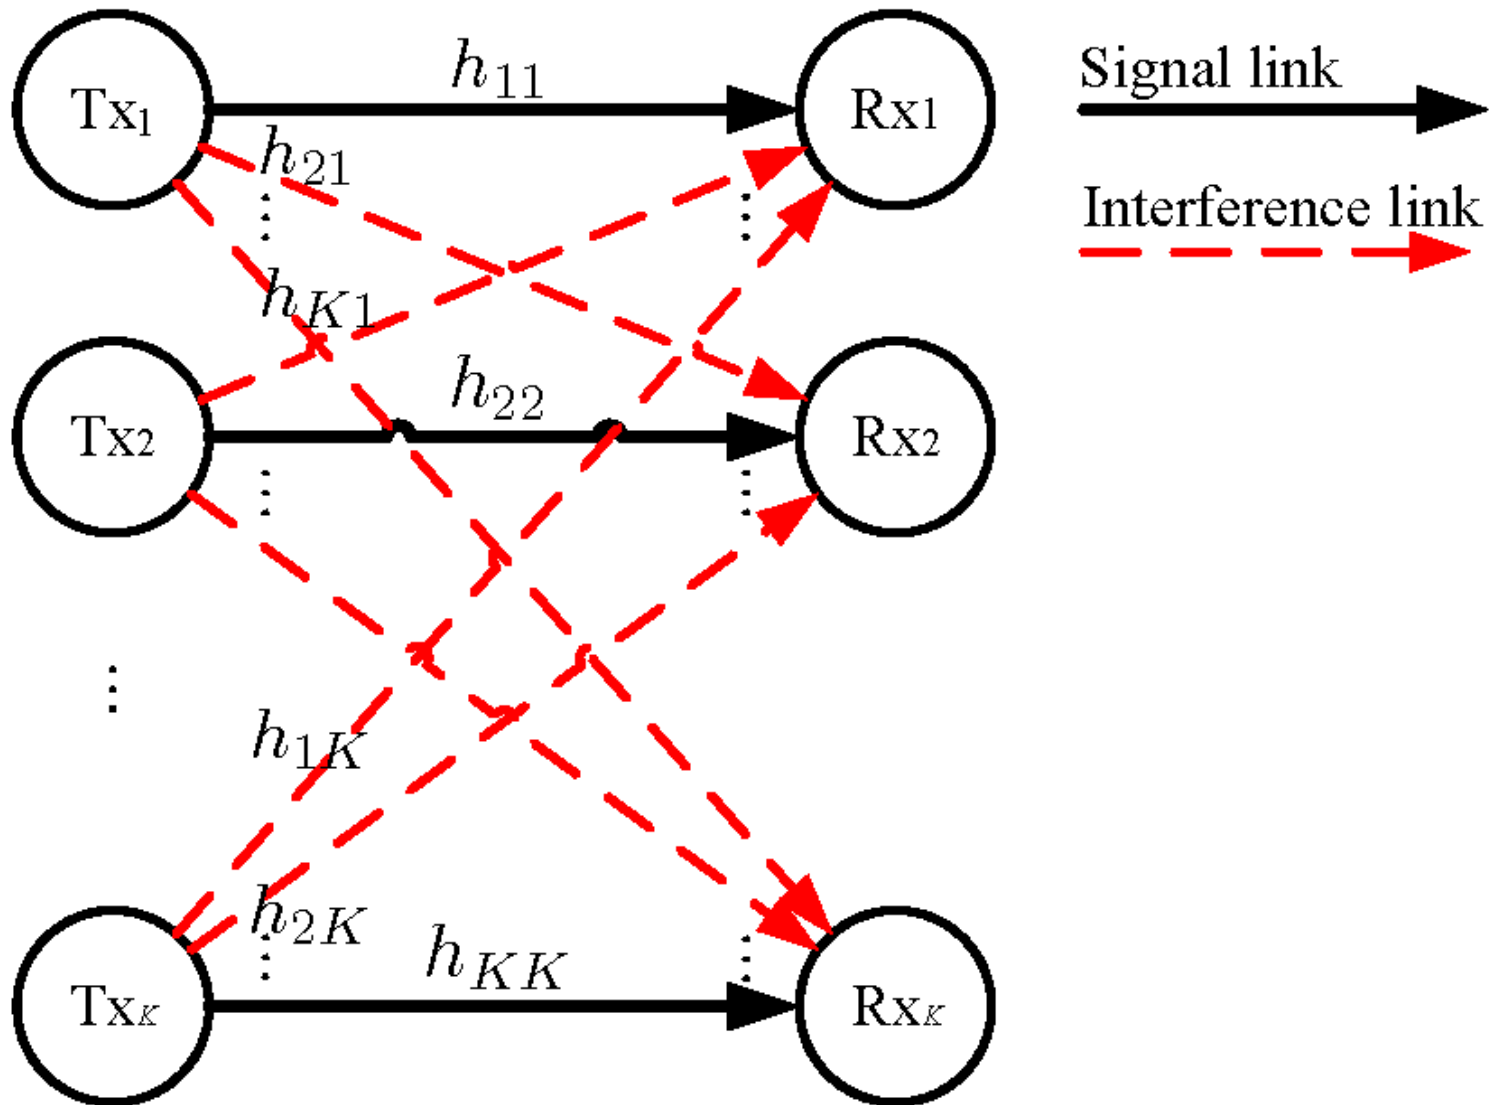 Tx1
h11
Rx1
Signal link
h21
Interference link
hK1
Tx2
h22
Rx2
h1K
h2K
TxK
hKK
RxK